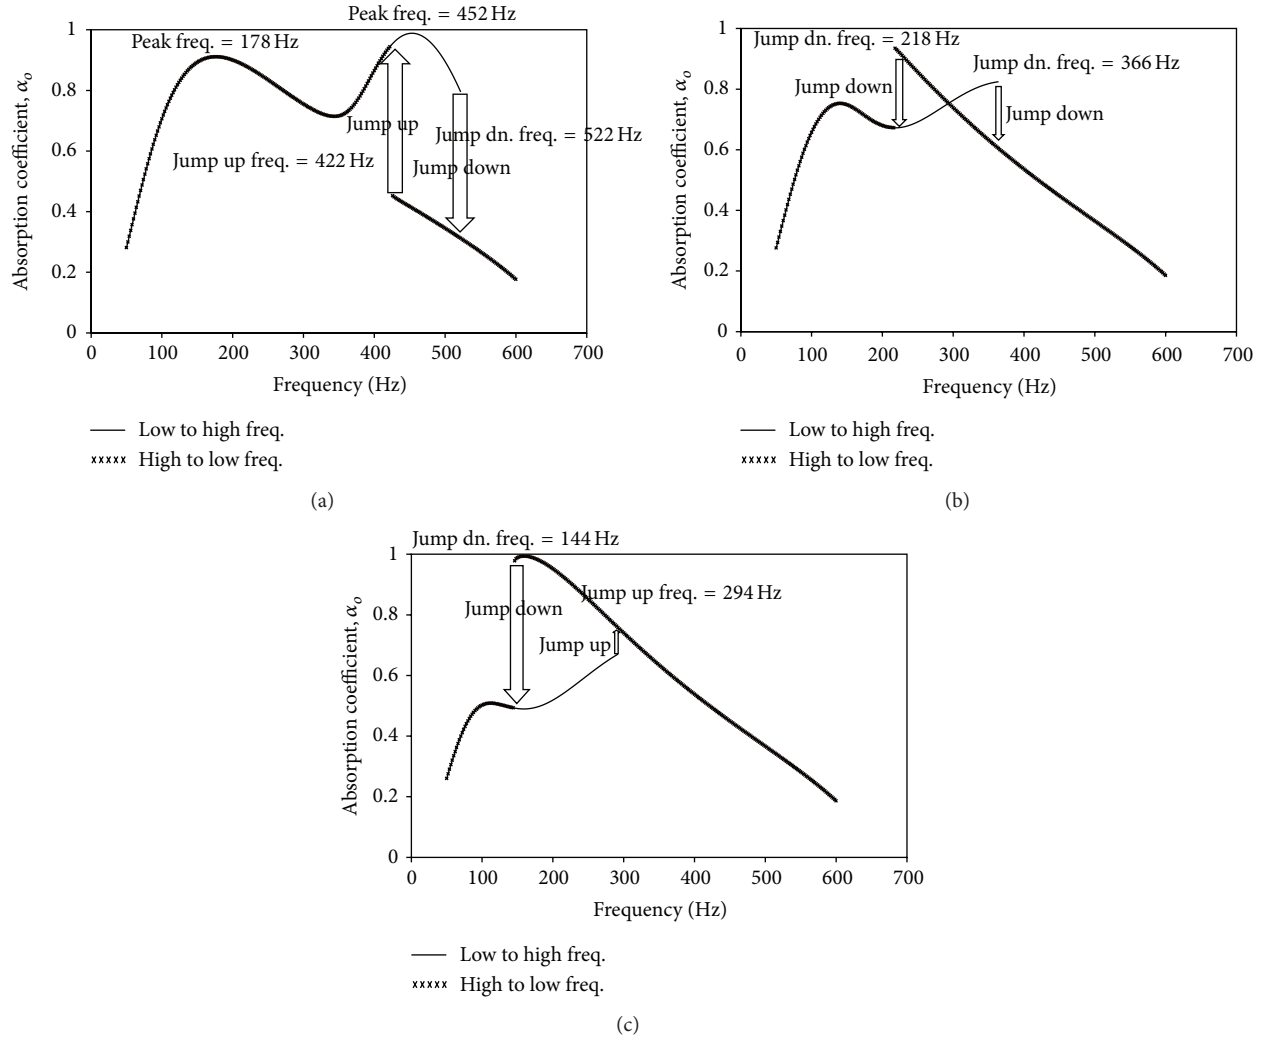 Peak freq. = 452 Hz
Peak freq. = 178 Hz
Jump up
Jump dn. freq. = 522 Hz
Jump up freq. = 422 Hz
Jump down
1
0.8
0.6
0.4
0.2
0
Absorption coefficient, αo
0 100 200 300 400 500 600 700
Frequency (Hz)
Low to high freq.
High to low freq.
(a)
Jump dn. freq. = 218 Hz
Jump dn. freq. = 366 Hz
Jump down
Jump down
1
0.8
0.6
0.4
0.2
0
Absorption coefficient, αo
0 100 200 300 400 500 600 700
Frequency (Hz)
Low to high freq.
High to low freq.
(b)
Jump dn. freq. = 144 Hz
Jump up freq. = 294 Hz
Jump down
Jump up
1
0.8
0.6
0.4
0.2
0
Absorption coefficient, αo
0 100 200 300 400 500 600 700
Frequency (Hz)
Low to high freq.
High to low freq.
(c)